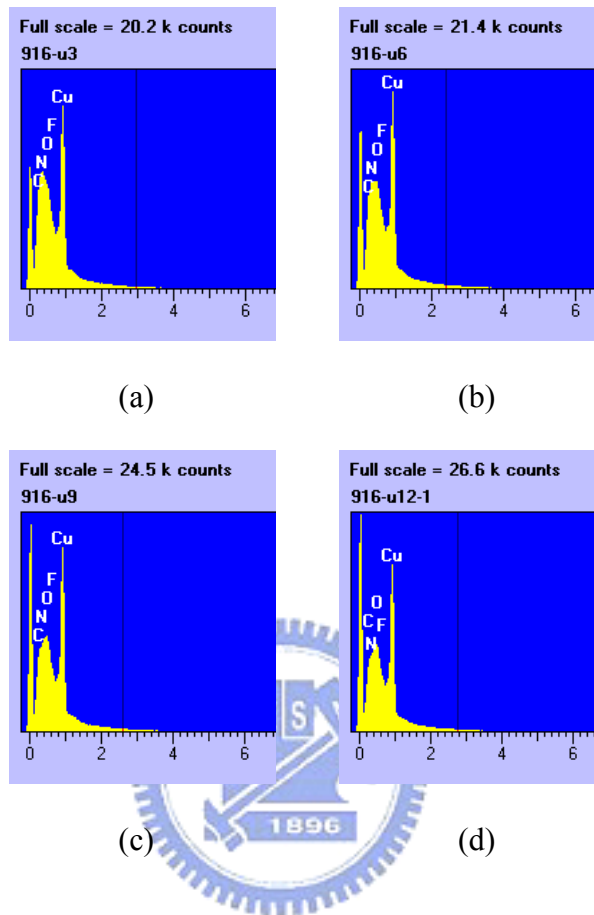 Full scale = 20.2 k counts
916-u3
Cu
F
O
N
C
0 2 4 6
(a)
Full scale = 21.4 k counts
916-u6
Cu
F
O
N
C
0 2 4 6
(b)
Full scale = 24.5 k counts
916-u9
Cu
F
O
N
C
0 2 4 6
(c)
Full scale = 26.6 k counts
916-u12-1
Cu
O
C F
N
0 2 4 6
(d)
S
1896